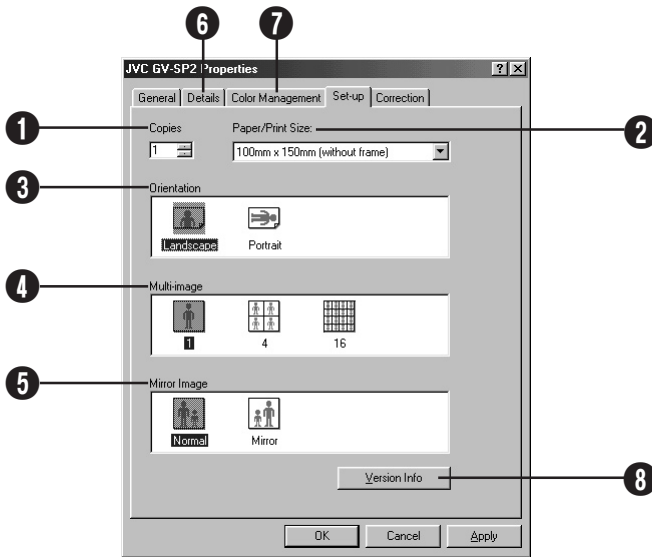 6 7
JVC GV-SP2 Properties
General Details Color Management Set-up Correction
1 Copies Paper/Print Size: 2
1 100mm x 150mm (without frame)
3 Orientation
Landscape Portrait
4 Multi-image
1 4 16
5 Mirror Image
Normal Mirror
Version Info 8
OK Cancel Apply